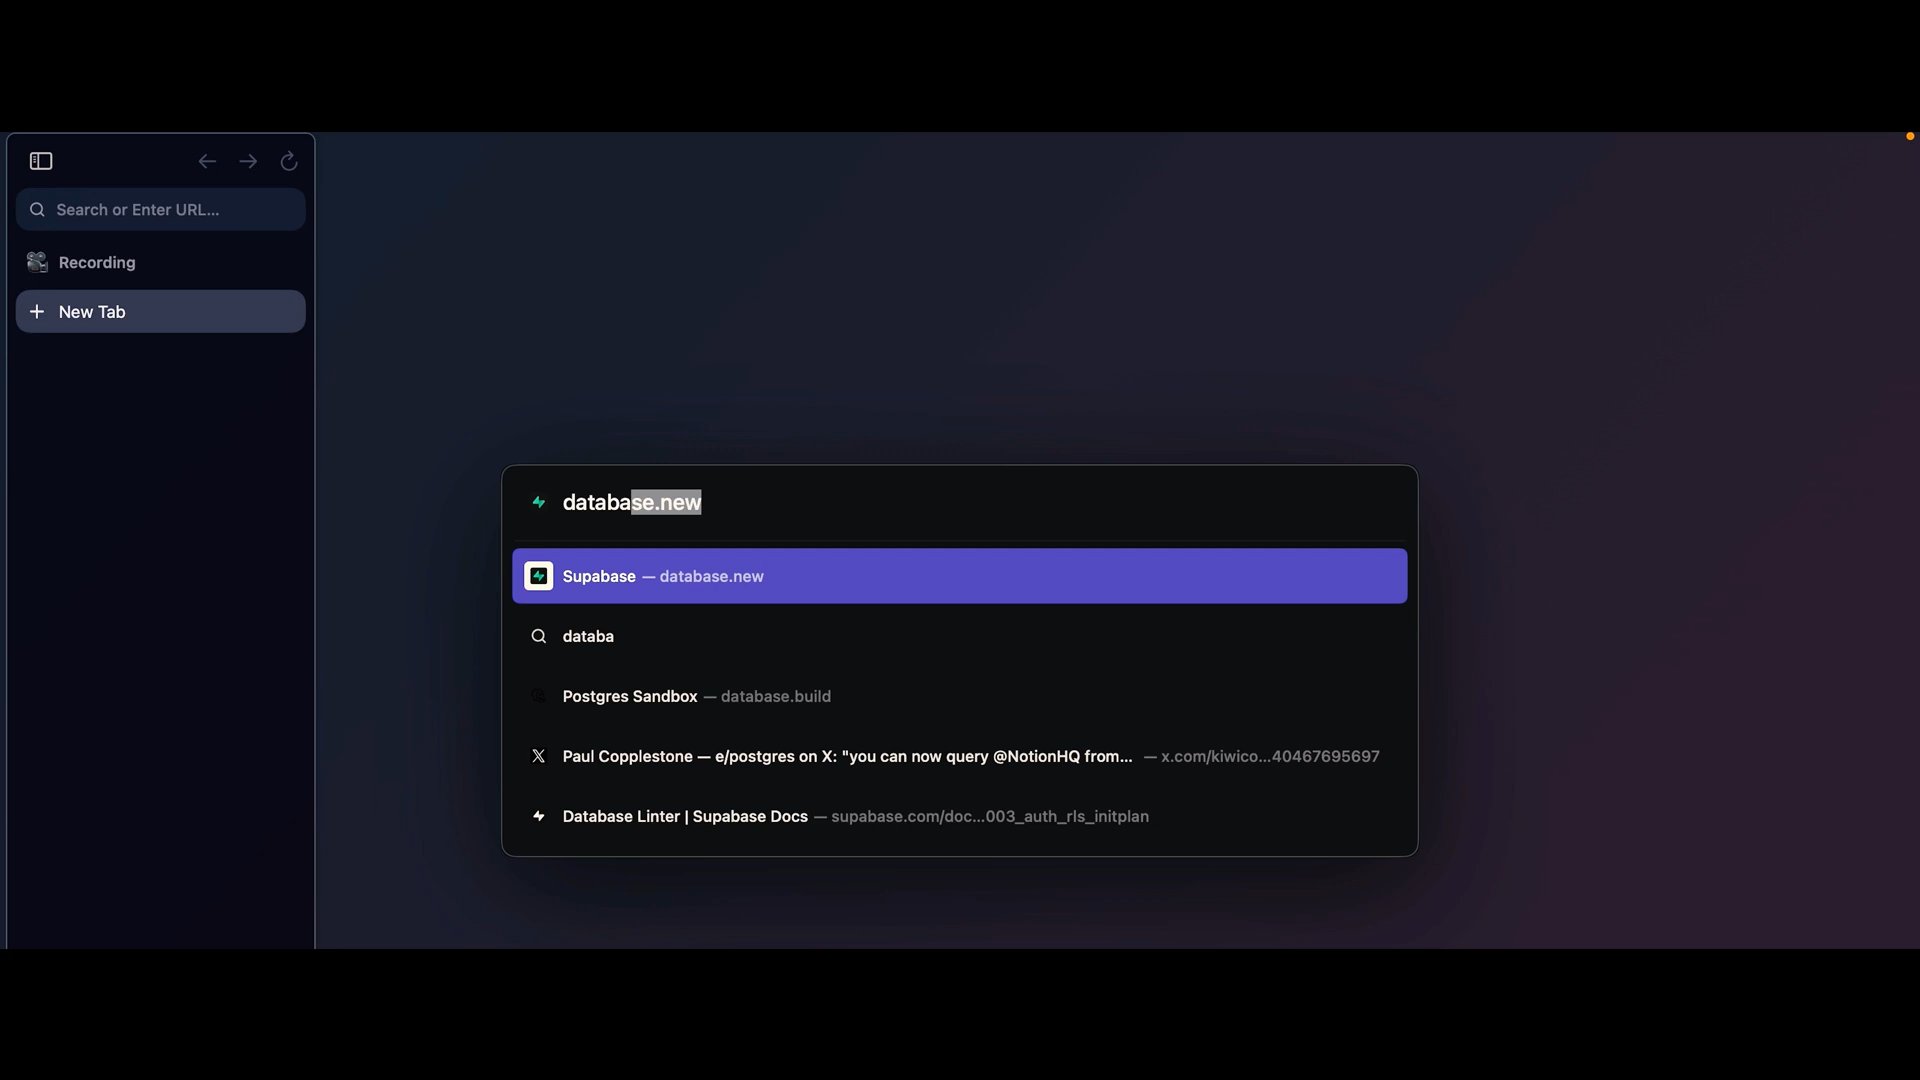 Search or Enter URL...
Recording
New Tab
database.new
Supabase — database.new
databa
Postgres Sandbox — database.build
Paul Copplestone — e/postgres on X: "you can now query @NotionHQ from... — x.com/kiwico...40467695697
Database Linter | Supabase Docs — supabase.com/doc...003_auth_rls_initplan